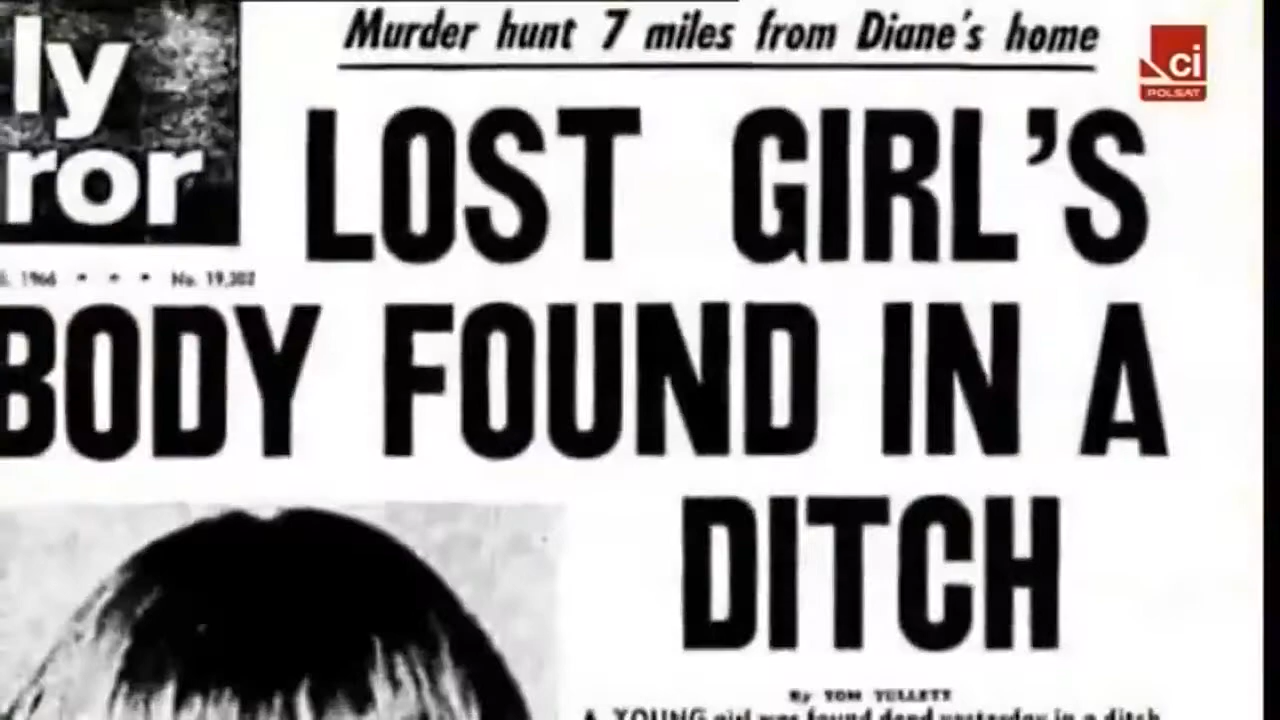 Murder hunt 7 miles from Diane's home
ci
POLSAT
ly
ror
LOST GIRL'S
1966 • • • No. 19,302
BODY FOUND IN A
DITCH
By TOM TULLETT
A YOUNG girl was found dead yesterday in a ditch